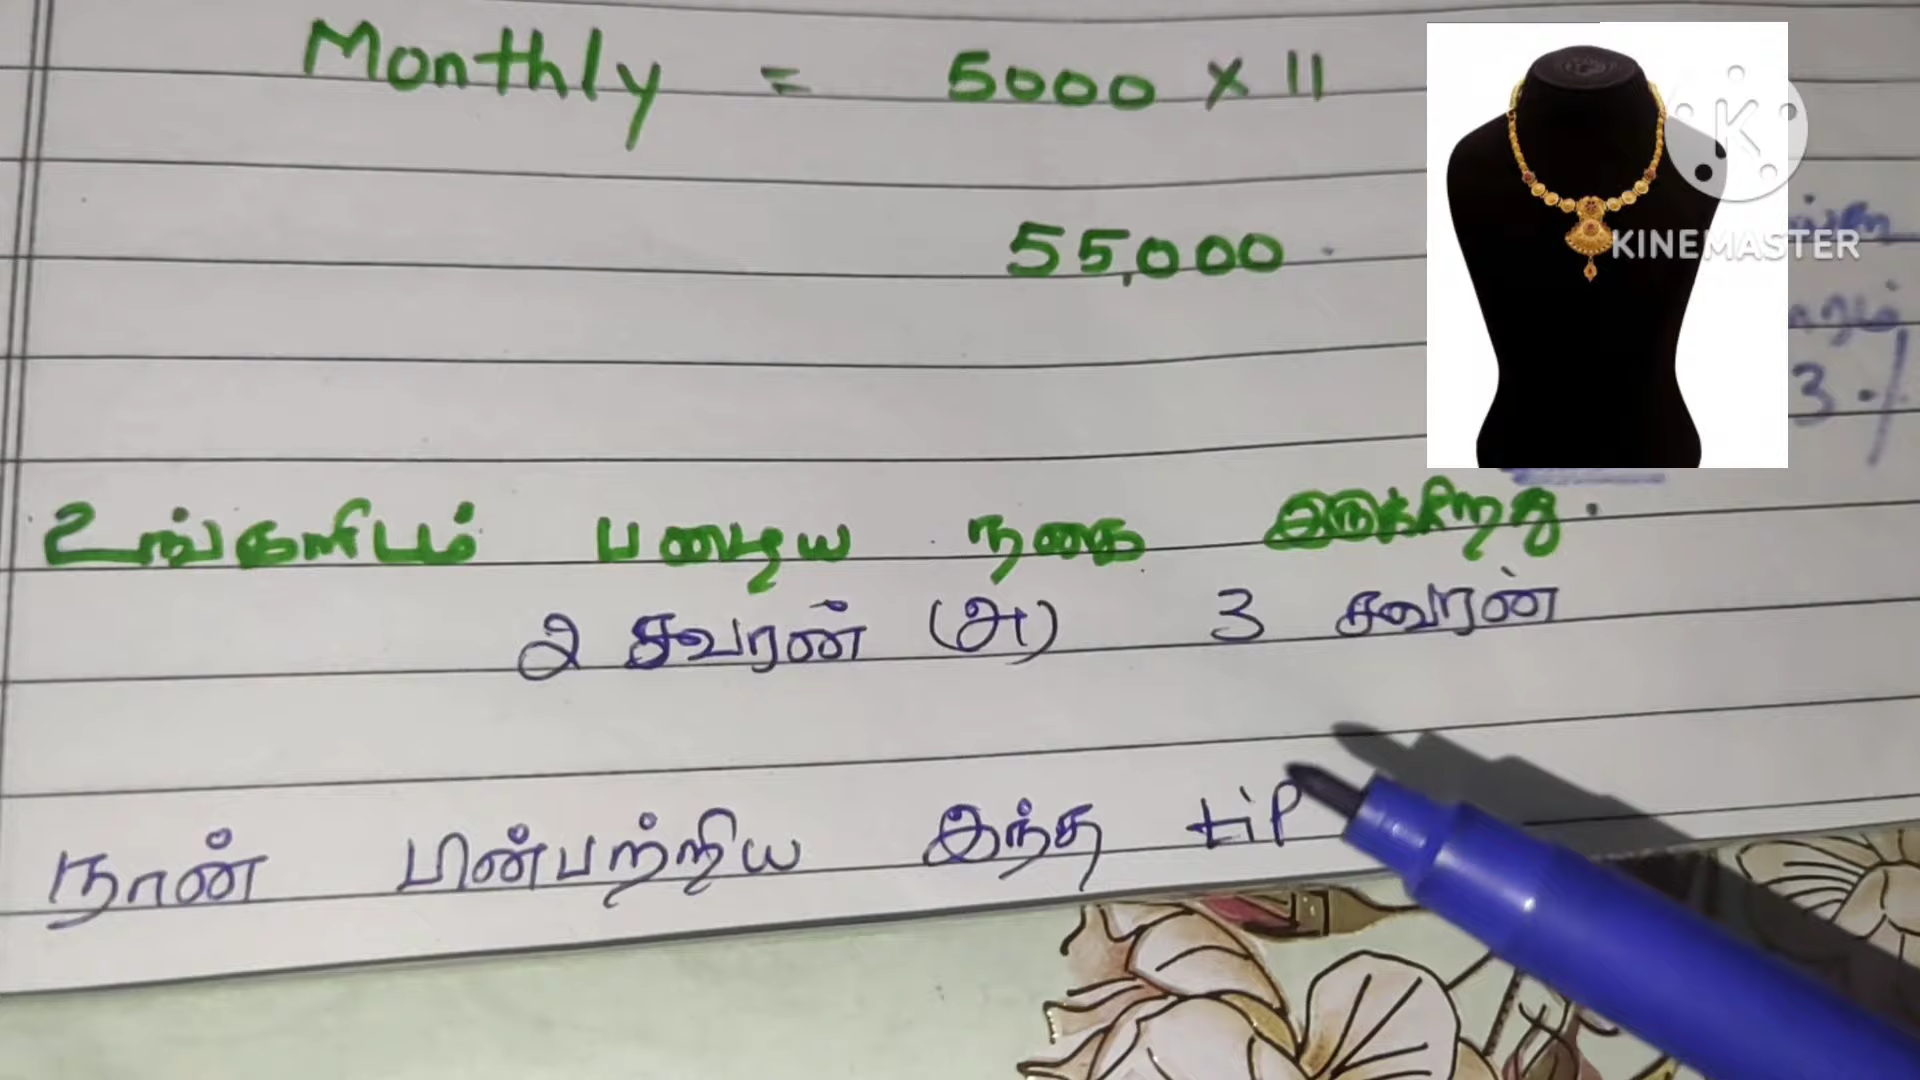 Monthly = 5000 x 11
55,000
உங்களிடம் பழைய நகை இருக்கிறது.
2 சவரன் (அ) 3 சவரன்
நான் பின்பற்றிய இந்த tip
3 %
KINEMASTER